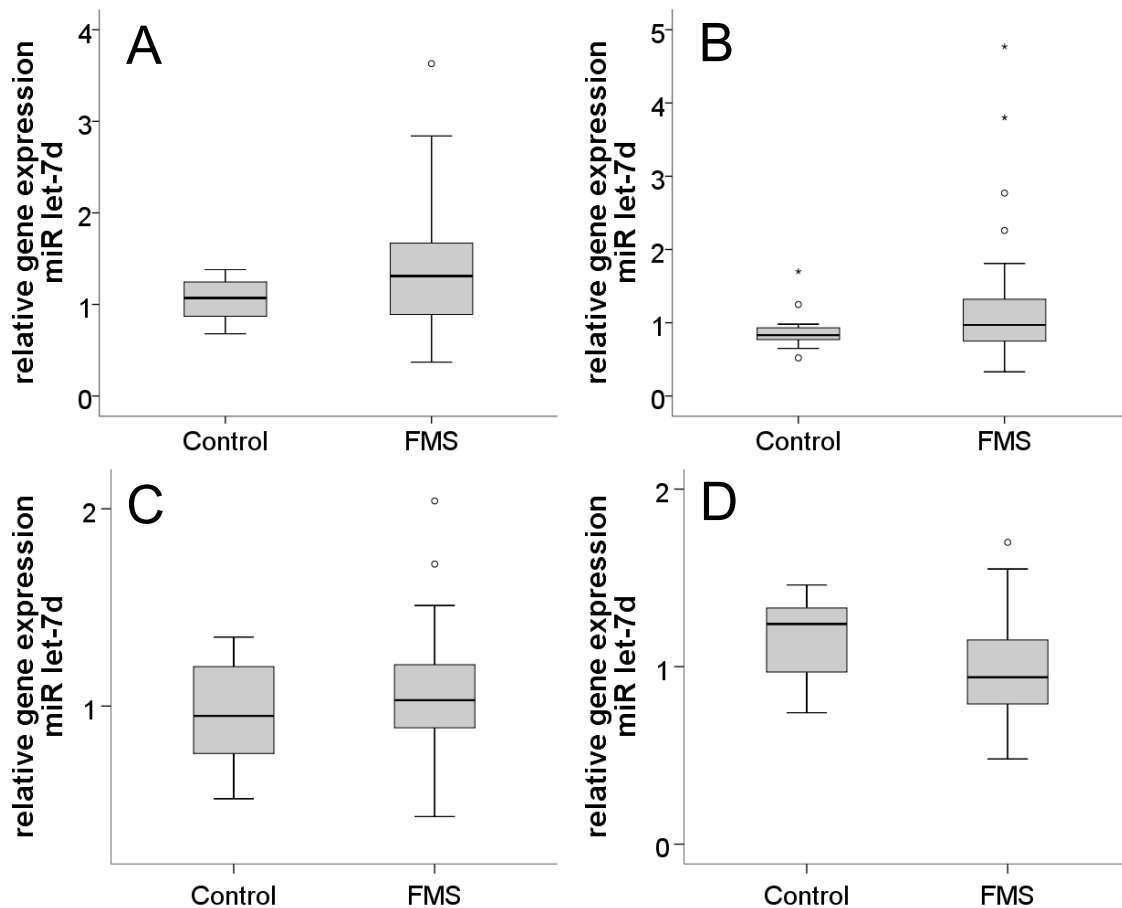 A
relative gene expression
miR let-7d
4
3
2
1
0
Control FMS
B
relative gene expression
miR let-7d
5
4
3
2
1
0
Control FMS
C
relative gene expression
miR let-7d
2
1
Control FMS
D
relative gene expression
miR let-7d
2
1
0
Control FMS